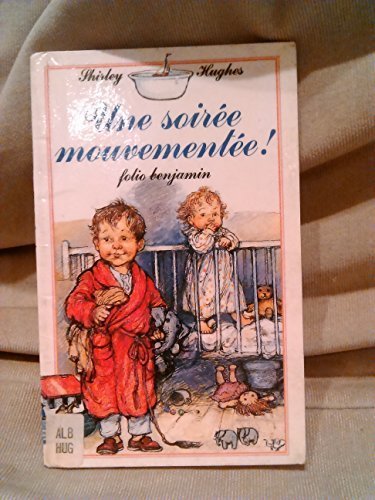 Shirley Hughes
Une soirée
mouvementée!
folio benjamin
ALB
HUG